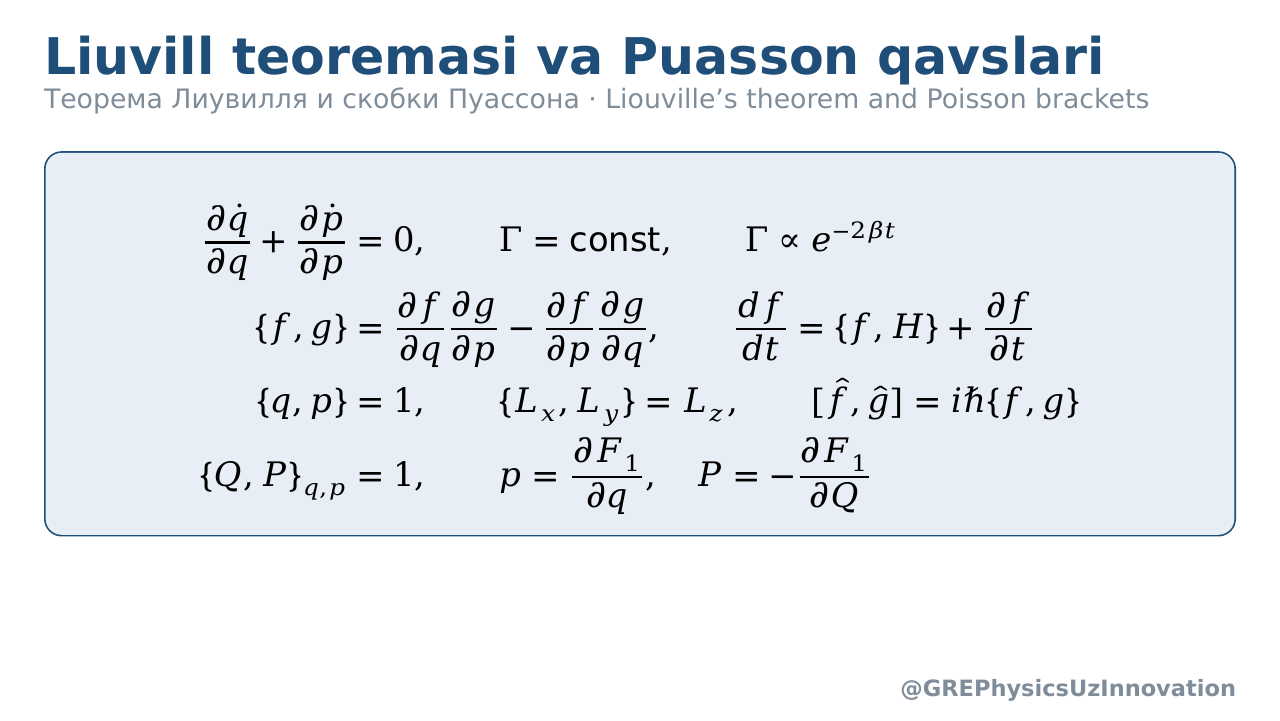 Liuvill teoremasi va Puasson qavslari
Теорема Лиувилля и скобки Пуассона · Liouville’s theorem and Poisson brackets
∂q̇/∂q + ∂ṗ/∂p = 0, Γ = const, Γ ∝ e^{−2βt}
{f, g} = ∂f/∂q ∂g/∂p − ∂f/∂p ∂g/∂q, df/dt = {f, H} + ∂f/∂t
{q, p} = 1, {L_x, L_y} = L_z, [f̂, ĝ] = iℏ{f, g}
{Q, P}_{q,p} = 1, p = ∂F_1/∂q, P = −∂F_1/∂Q
@GREPhysicsUzInnovation